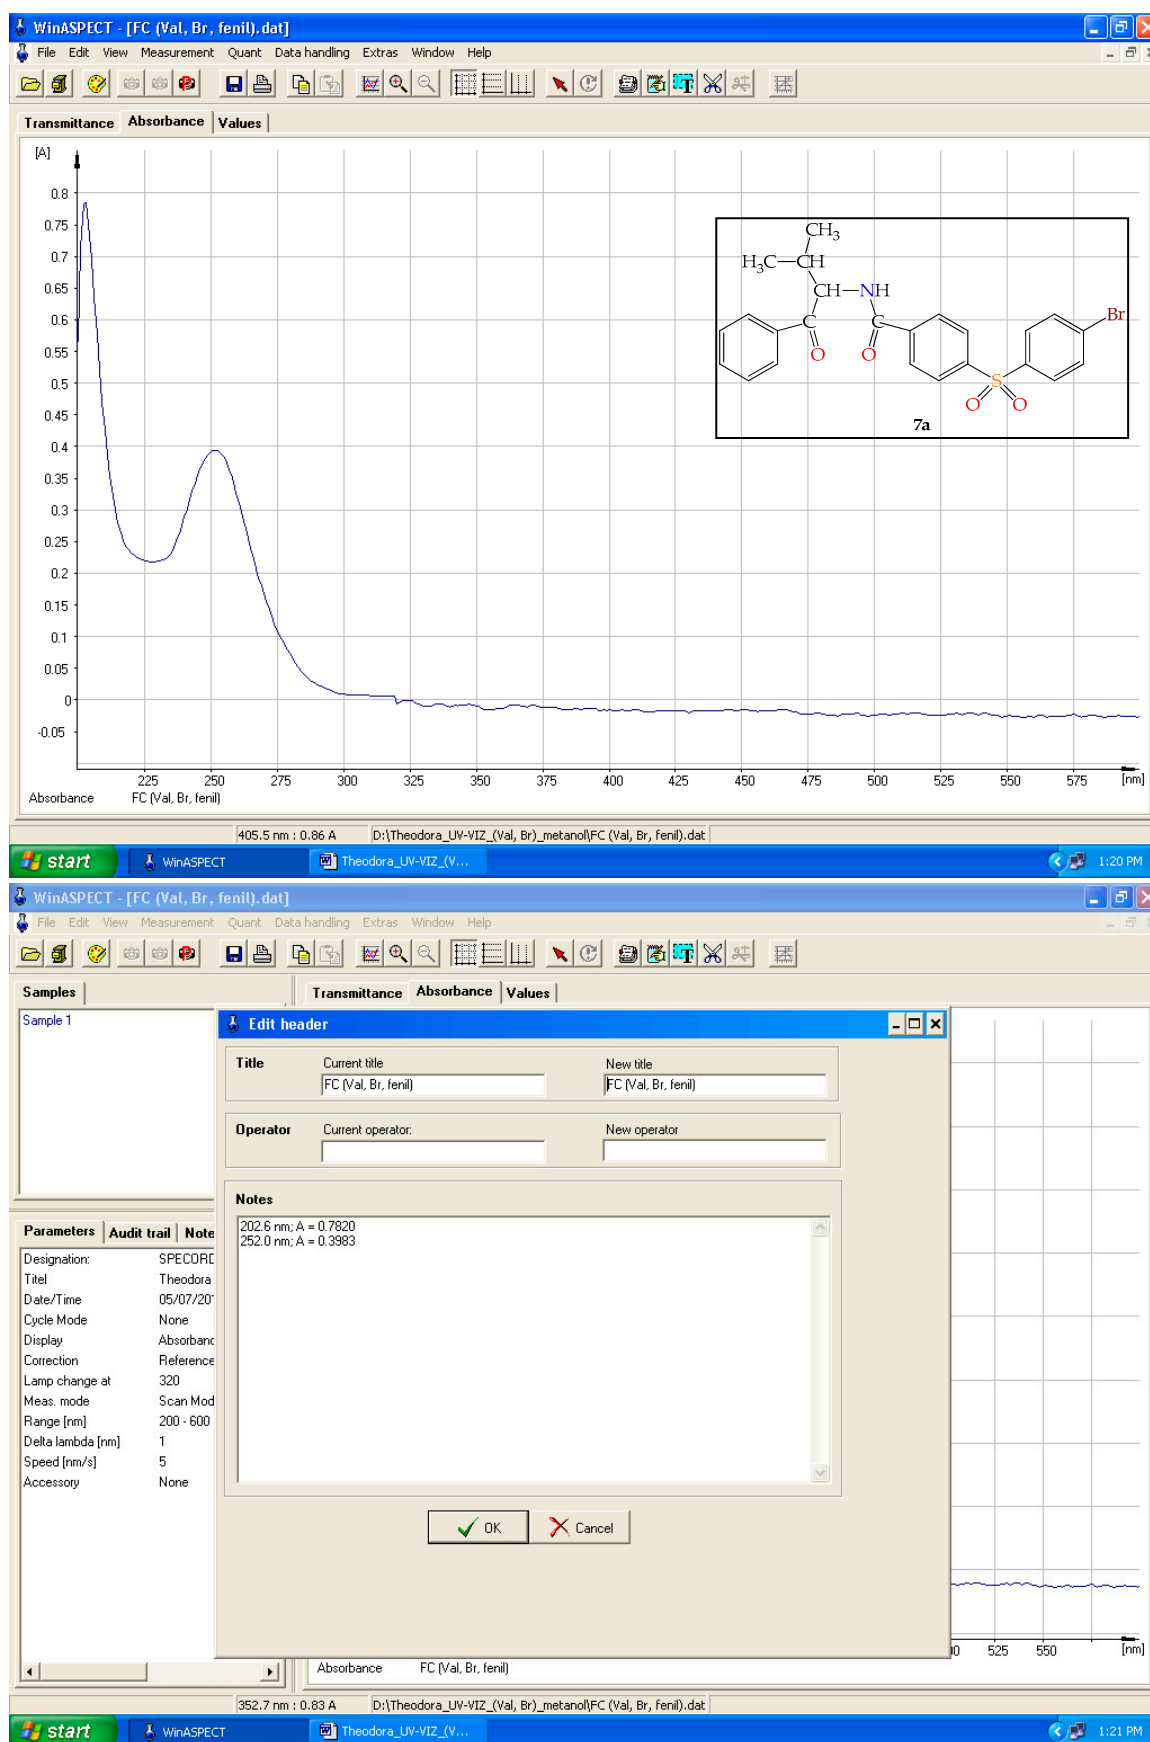 WinASPECT - [FC (Val, Br, fenil).dat]
File Edit View Measurement Quant Data handling Extras Window Help
Transmittance Absorbance Values
[A]
0.8
0.75
0.7
0.65
0.6
0.55
0.5
0.45
0.4
0.35
0.3
0.25
0.2
0.15
0.1
0.05
0
-0.05
CH3
H3C CH
CH NH
C C
O O
Br
S
O O
7a
225 250 275 300 325 350 375 400 425 450 475 500 525 550 575 [nm]
Absorbance FC (Val, Br, fenil)
405.5 nm : 0.86 A D:\Theodora_UV-VIZ_(Val, Br)_metanol\FC (Val, Br, fenil).dat
start WinASPECT Theodora_UV-VIZ_(V... 1:20 PM
WinASPECT - [FC (Val, Br, fenil).dat]
File Edit View Measurement Quant Data handling Extras Window Help
Samples Transmittance Absorbance Values
Sample 1
Edit header
Title Current title New title
FC (Val, Br, fenil) FC (Val, Br, fenil)
Operator Current operator: New operator
Notes
202.6 nm; A = 0.7820
252.0 nm; A = 0.3983
Parameters Audit trail Note
Designation: SPECORD
Titel Theodora
Date/Time 05/07/20
Cycle Mode None
Display Absorbanc
Correction Reference
Lamp change at 320
Meas. mode Scan Mod
Range [nm] 200 - 600
Delta lambda [nm] 1
Speed [nm/s] 5
Accessory None
OK Cancel
525 550 [nm]
Absorbance FC (Val, Br, fenil)
352.7 nm : 0.83 A D:\Theodora_UV-VIZ_(Val, Br)_metanol\FC (Val, Br, fenil).dat
start WinASPECT Theodora_UV-VIZ_(V... 1:21 PM